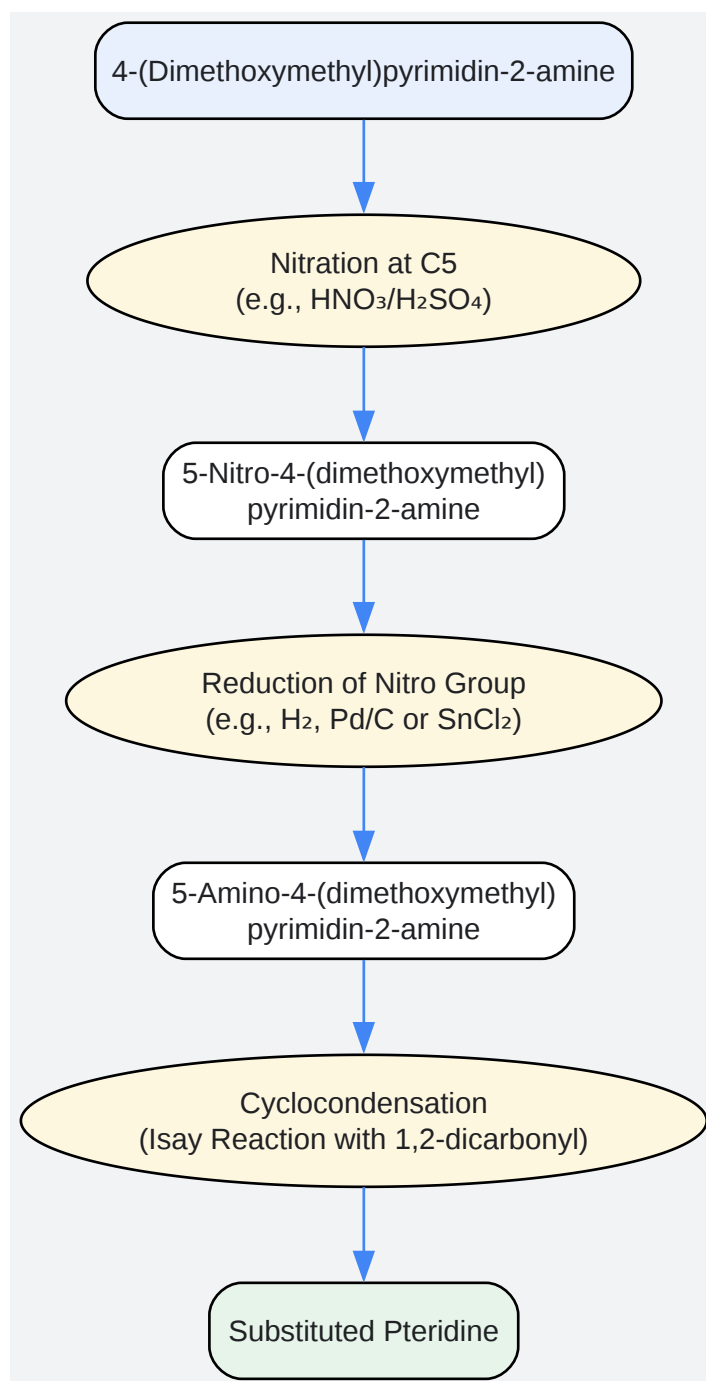 4-(Dimethoxymethyl)pyrimidin-2-amine
Nitration at C5
(e.g., HNO₃/H₂SO₄)
5-Nitro-4-(dimethoxymethyl)
pyrimidin-2-amine
Reduction of Nitro Group
(e.g., H₂, Pd/C or SnCl₂)
5-Amino-4-(dimethoxymethyl)
pyrimidin-2-amine
Cyclocondensation
(Isay Reaction with 1,2-dicarbonyl)
Substituted Pteridine